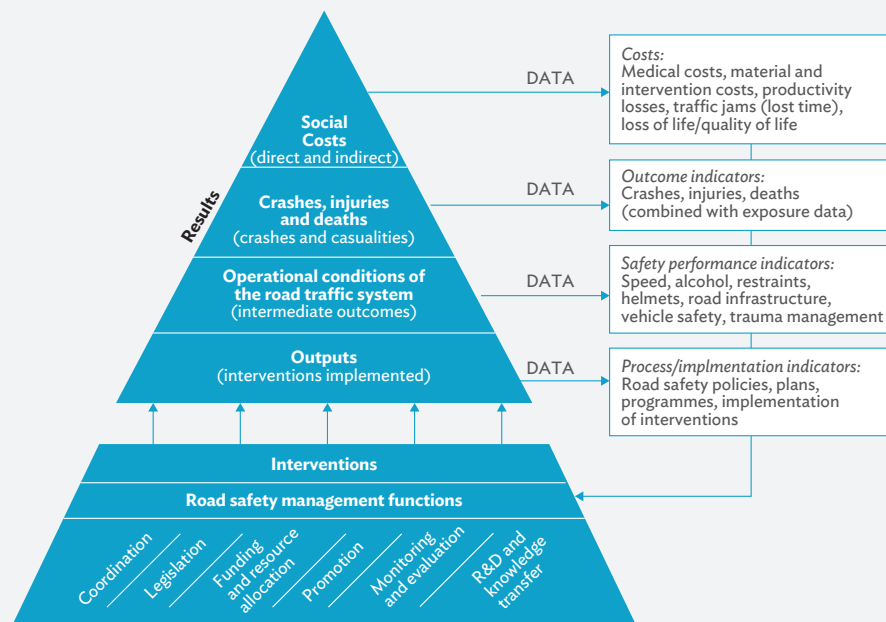 Results
Social
Costs
(direct and indirect)
Crashes, injuries
and deaths
(crashes and casualities)
Operational conditions of
the road traffic system
(intermediate outcomes)
Outputs
(interventions implemented)
DATA
Costs:
Medical costs, material and
intervention costs, productivity
losses, traffic jams (lost time),
loss of life/quality of life
DATA
Outcome indicators:
Crashes, injuries, deaths
(combined with exposure data)
DATA
Safety performance indicators:
Speed, alcohol, restraints,
helmets, road infrastructure,
vehicle safety, trauma management
DATA
Process/implmentation indicators:
Road safety policies, plans,
programmes, implementation
of interventions
Interventions
Road safety management functions
Coordination
Legislation
Funding
and resource
allocation
Promotion
Monitoring
and evaluation
R&D and
knowledge
transfer